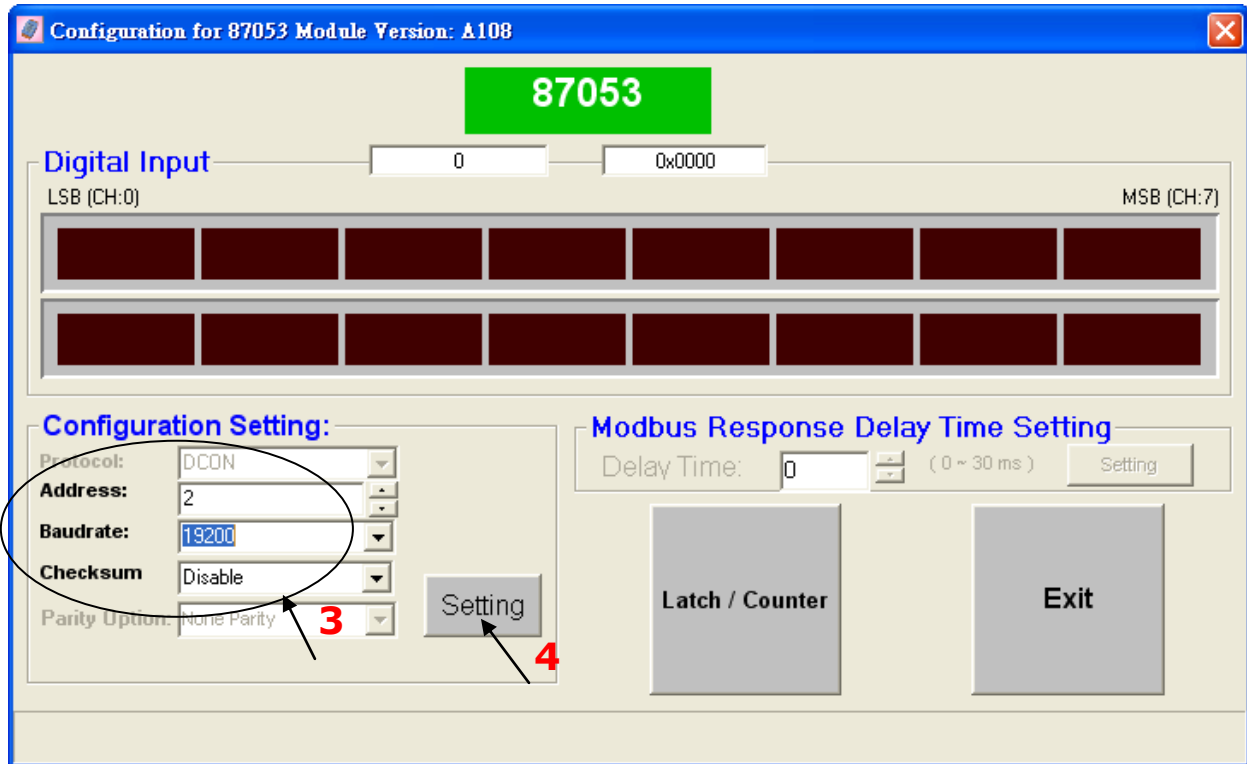 Configuration for 87053 Module Version: A108
87053
Digital Input 0 0x0000
LSB (CH:0) MSB (CH:7)
Configuration Setting:
Protocol: DCON
Address: 2
Baudrate: 19200
Checksum Disable
Parity Option: None Parity
3
Setting
4
Modbus Response Delay Time Setting
Delay Time: 0 ( 0 ~ 30 ms ) Setting
Latch / Counter
Exit